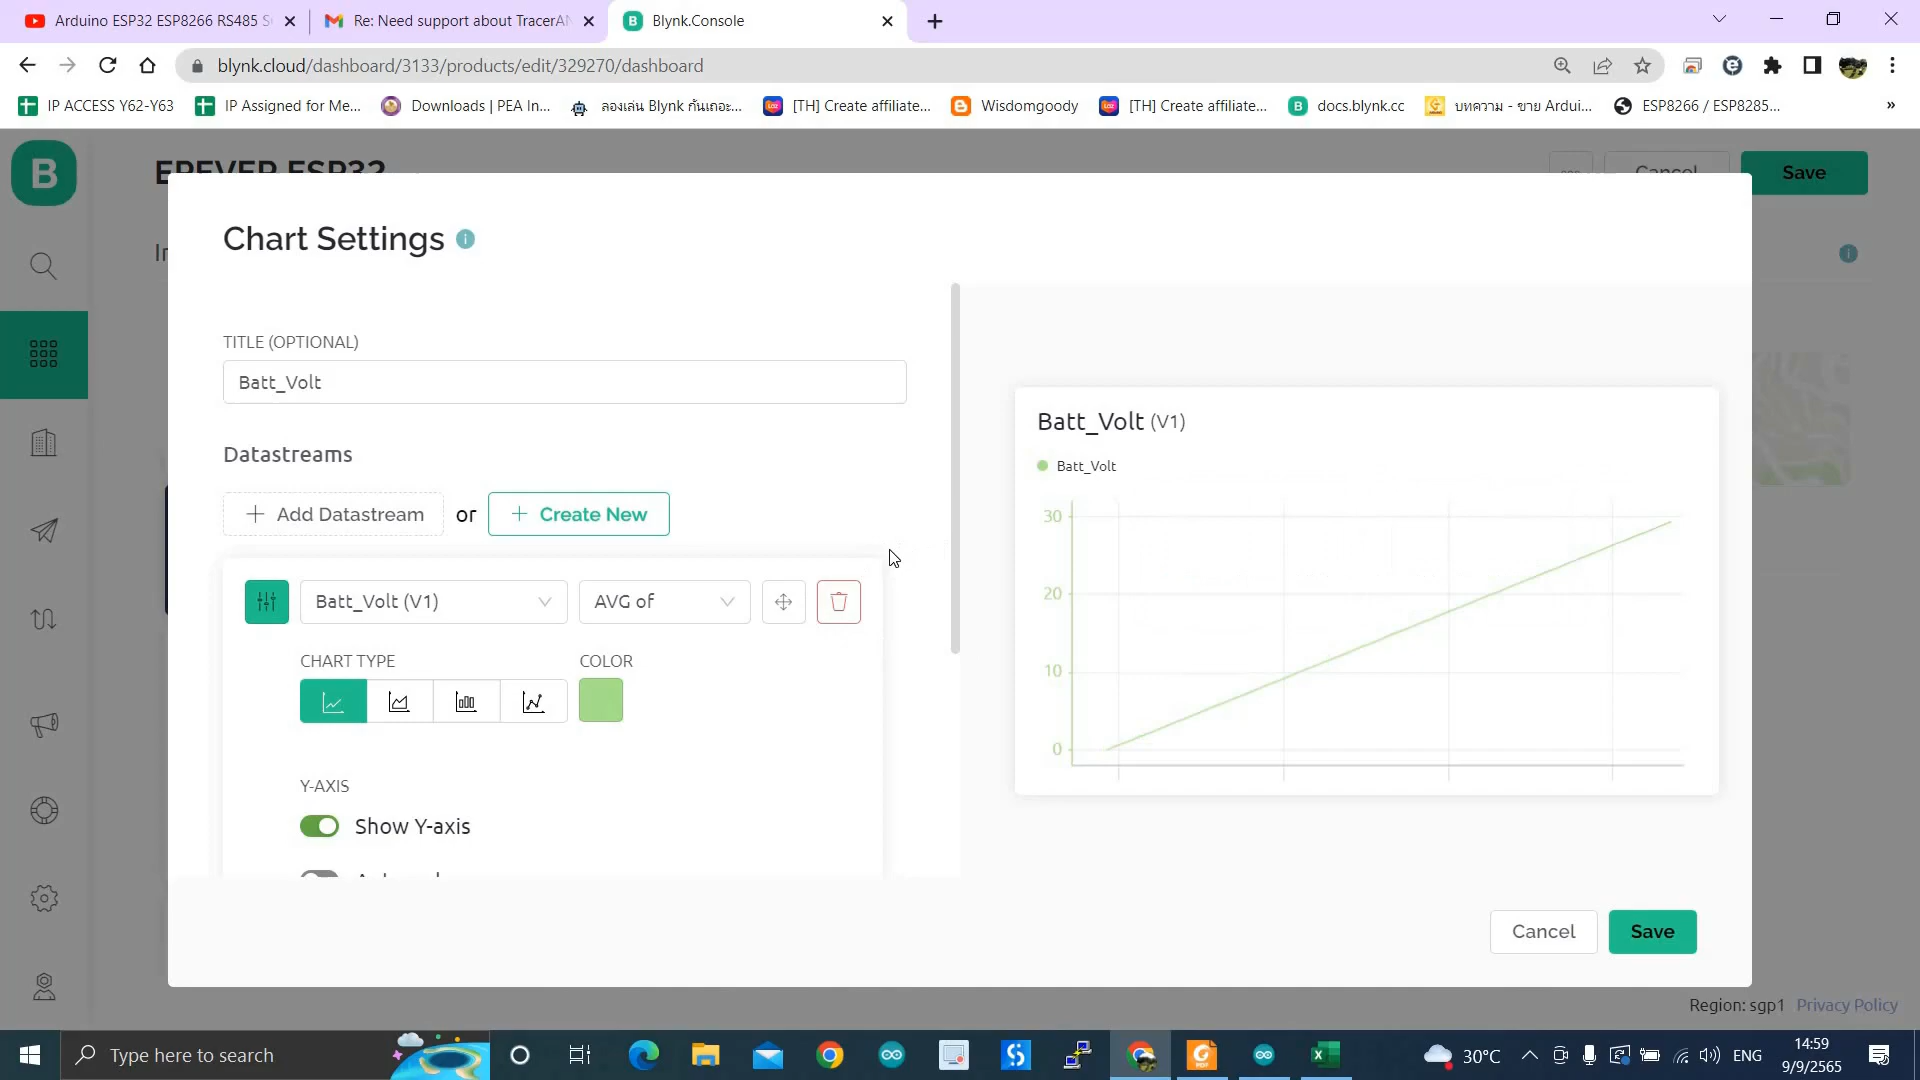 Arduino ESP32 ESP8266 RS485 S
Re: Need support about TracerAN
Blynk.Console
blynk.cloud/dashboard/3133/products/edit/329270/dashboard
IP ACCESS Y62-Y63
IP Assigned for Me...
Downloads | PEA In...
ลองเล่น Blynk กันเถอะ...
[TH] Create affiliate...
Wisdomgoody
[TH] Create affiliate...
docs.blynk.cc
บทความ - ขาย Ardui...
ESP8266 / ESP8285...
»
B
EPEVER ESP32
Cancel
Save
Chart Settings
TITLE (OPTIONAL)
Batt_Volt
Datastreams
+ Add Datastream
or
+ Create New
Batt_Volt (V1)
AVG of
CHART TYPE
COLOR
Y-AXIS
Show Y-axis
Batt_Volt (V1)
Batt_Volt
30
20
10
0
Cancel
Save
Region: sgp1
Privacy Policy
Type here to search
30°C
ENG
14:59
9/9/2565